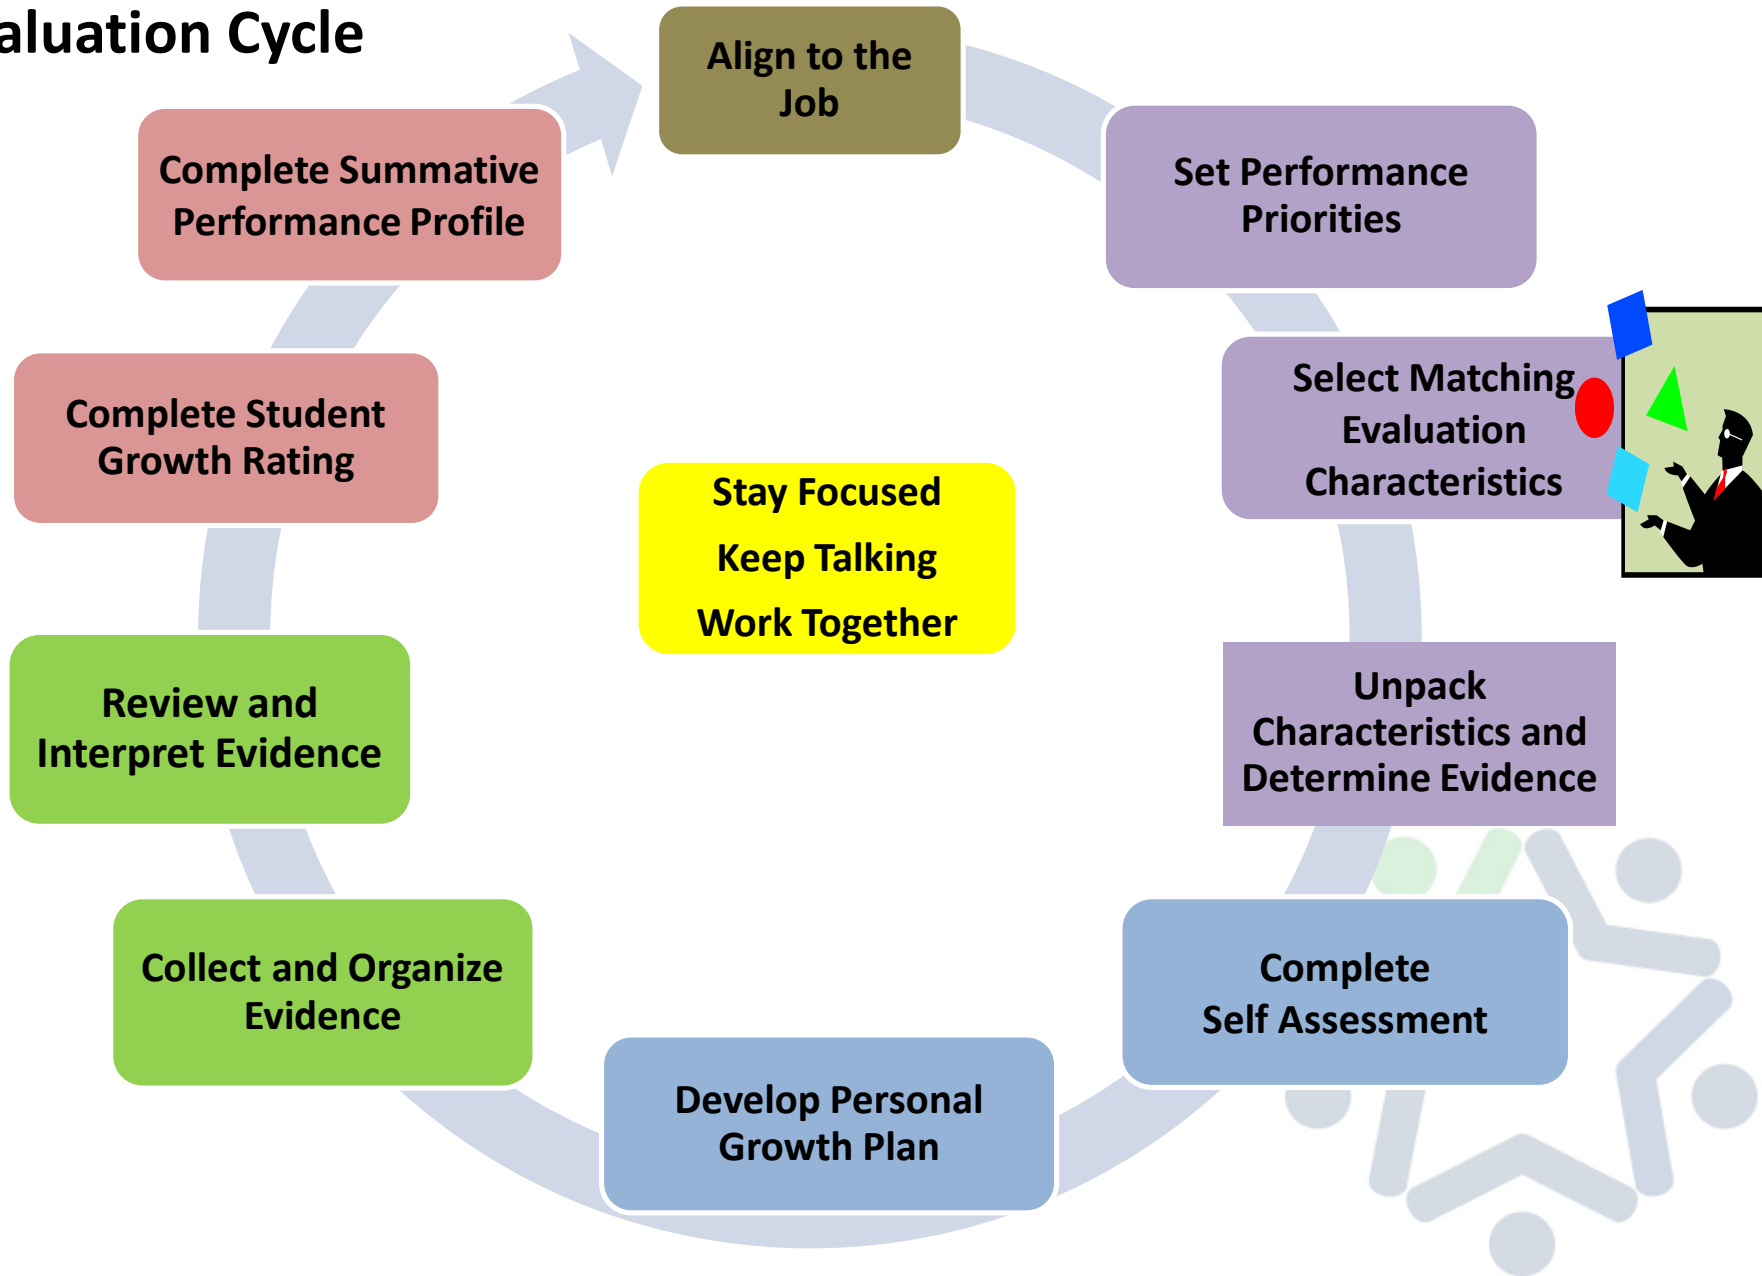 aluation Cycle
Align to the
Job
Set Performance
Priorities
Select Matching
Evaluation
Characteristics
Unpack
Characteristics and
Determine Evidence
Complete
Self Assessment
Develop Personal
Growth Plan
Collect and Organize
Evidence
Review and
Interpret Evidence
Complete Student
Growth Rating
Complete Summative
Performance Profile
Stay Focused
Keep Talking
Work Together